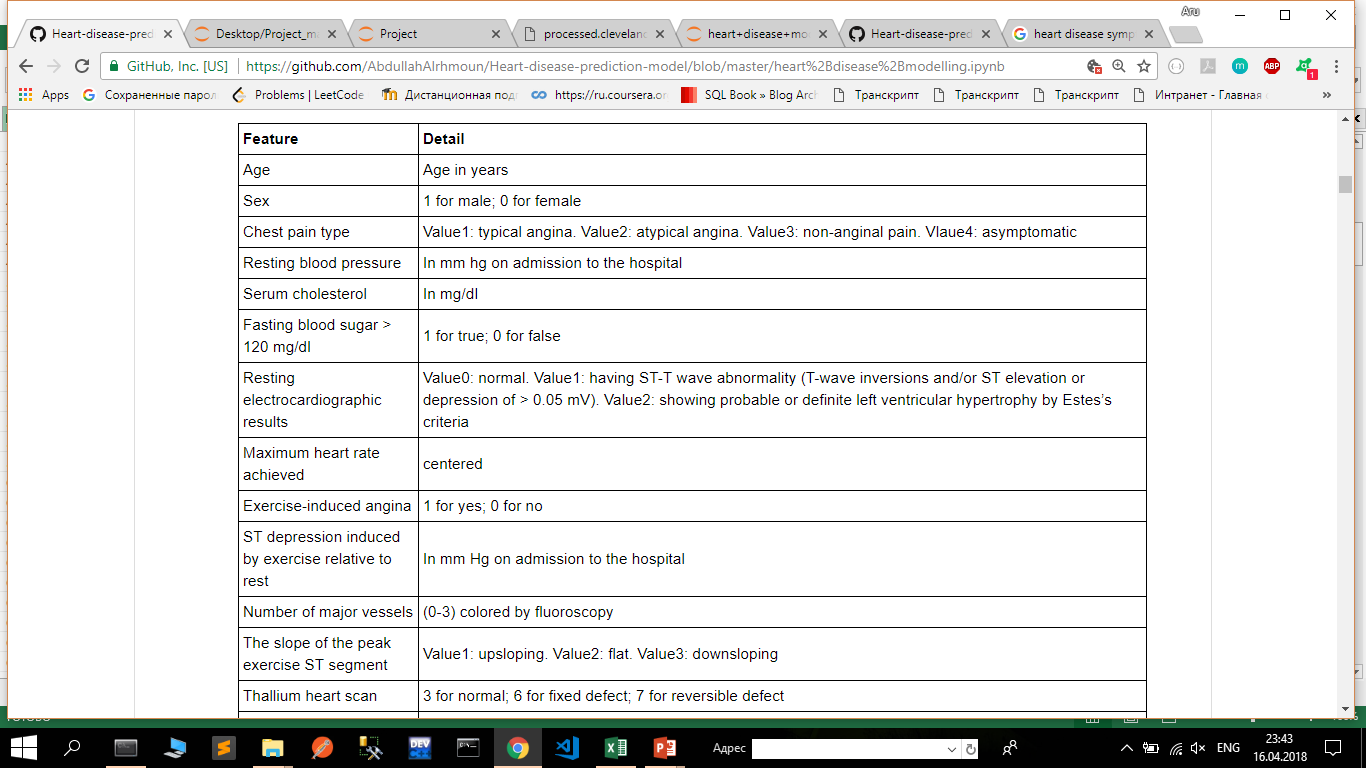 Aru
Heart-disease-pred
Desktop/Project_m
Project
processed.clevelan
heart+disease+mo
Heart-disease-pred
heart disease symp
GitHub, Inc. [US]
https://github.com/AbdullahAlrhmoun/Heart-disease-prediction-model/blob/master/heart%2Bdisease%2Bmodelling.ipynb
ABP
1
Apps
Сохраненные парол
Problems | LeetCode
Дистанционная под
https://ru.coursera.or
SQL Book » Blog Arch
Транскрипт
Транскрипт
Транскрипт
Интранет - Главная
»
Feature Detail
Age Age in years
Sex 1 for male; 0 for female
Chest pain type Value1: typical angina. Value2: atypical angina. Value3: non-anginal pain. Vlaue4: asymptomatic
Resting blood pressure In mm hg on admission to the hospital
Serum cholesterol In mg/dl
Fasting blood sugar >
120 mg/dl
1 for true; 0 for false
Resting
electrocardiographic
results
Value0: normal. Value1: having ST-T wave abnormality (T-wave inversions and/or ST elevation or
depression of > 0.05 mV). Value2: showing probable or definite left ventricular hypertrophy by Estes's
criteria
Maximum heart rate
achieved
centered
Exercise-induced angina 1 for yes; 0 for no
ST depression induced
by exercise relative to
rest
In mm Hg on admission to the hospital
Number of major vessels (0-3) colored by fluoroscopy
The slope of the peak
exercise ST segment
Value1: upsloping. Value2: flat. Value3: downsloping
Thallium heart scan 3 for normal; 6 for fixed defect; 7 for reversible defect
DEV
Адрес
ENG
23:43
16.04.2018